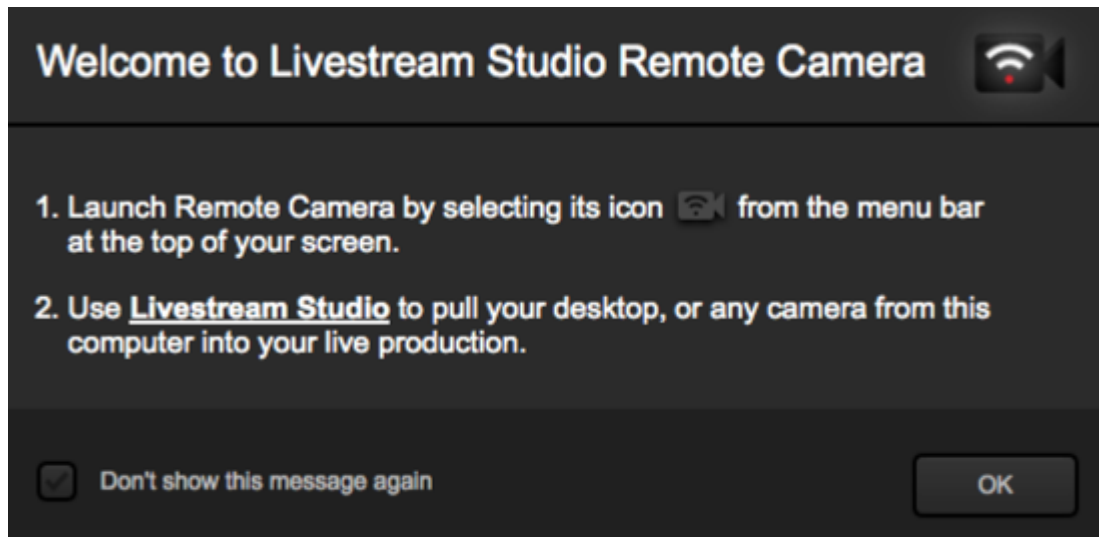 Welcome to Livestream Studio Remote Camera
1. Launch Remote Camera by selecting its icon from the menu bar
at the top of your screen.
2. Use Livestream Studio to pull your desktop, or any camera from this
computer into your live production.
Don't show this message again
OK